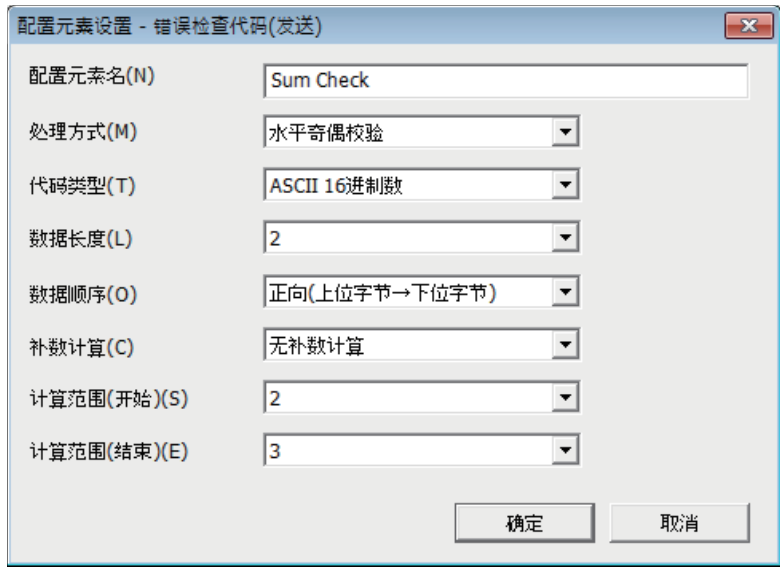 配置元素设置 - 错误检查代码(发送)
配置元素名(N) Sum Check
处理方式(M) 水平奇偶校验
代码类型(T) ASCII 16进制数
数据长度(L) 2
数据顺序(O) 正向(上位字节→下位字节)
补数计算(C) 无补数计算
计算范围(开始)(S) 2
计算范围(结束)(E) 3
确定 取消